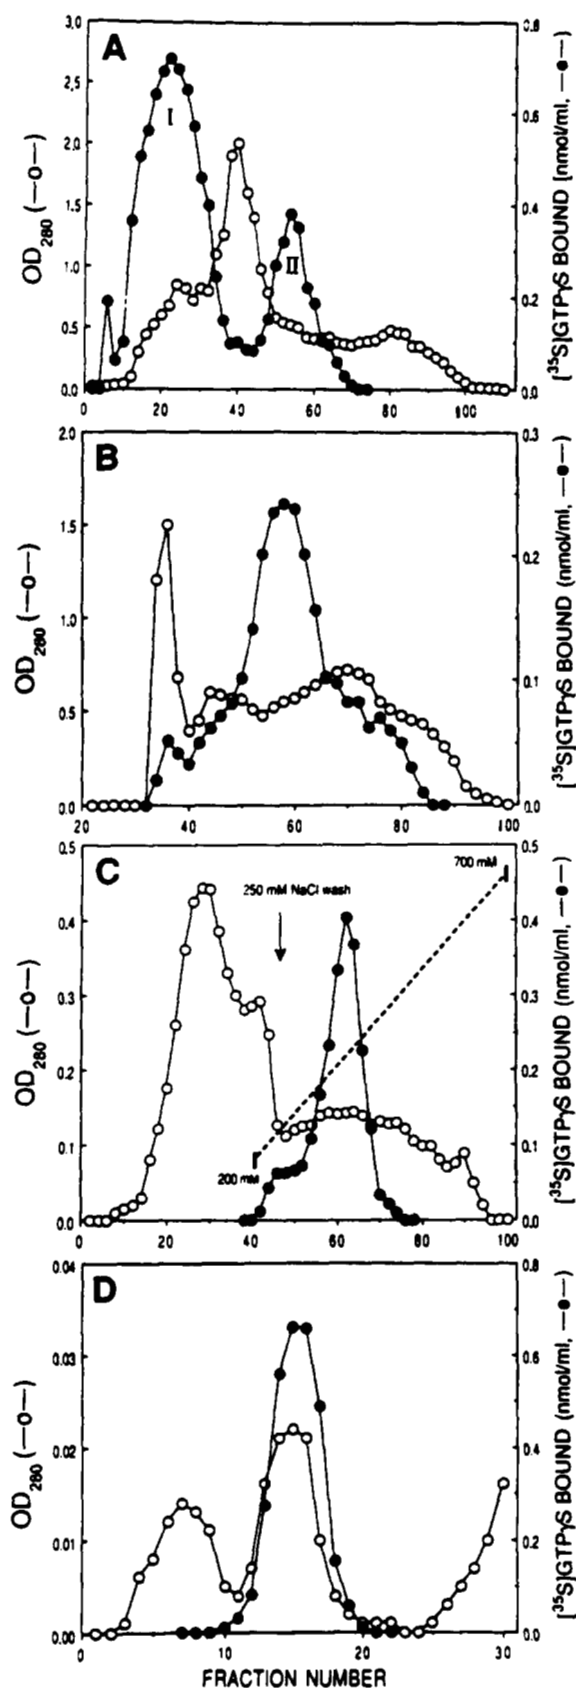 A
3.0
2.5
2.0
1.5
1.0
0.5
0.0
OD280 (—o—)
I
II
0.8
0.6
0.4
0.2
0.0
[35S]GTPγS BOUND [nmol/ml, —●—)
0 20 40 60 80 100
B
2.0
1.5
1.0
0.5
0.0
OD280 (—o—)
0.3
0.2
0.1
0.0
[35S]GTPγS BOUND (nmol/ml, —●—)
20 40 60 80 100
C
0.5
0.4
0.3
0.2
0.1
0.0
OD280 (—o—)
250 mM NaCl wash
700 mM
200 mM
0.5
0.4
0.3
0.2
0.1
0.0
[35S]GTPγS BOUND (nmol/ml, —●—)
0 20 40 60 80 100
D
0.04
0.03
0.02
0.01
0.00
OD280 (—o—)
0.8
0.6
0.4
0.2
0.0
[35S]GTPγS BOUND (nmol/ml, —●—)
0 10 20 30
FRACTION NUMBER